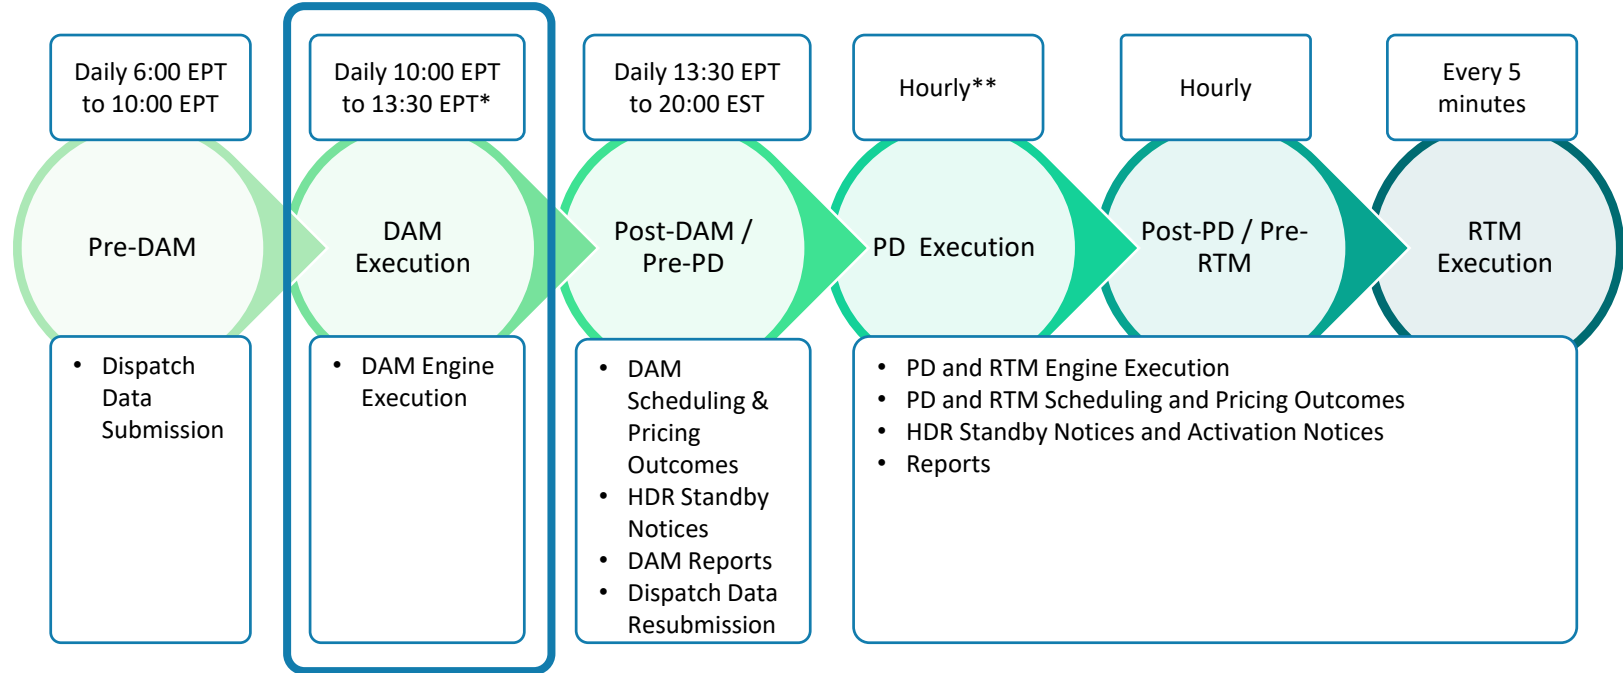 Daily 6:00 EPT
to 10:00 EPT
Daily 10:00 EPT
to 13:30 EPT*
Daily 13:30 EPT
to 20:00 EST
Hourly**
Hourly
Every 5
minutes
Pre-DAM
DAM
Execution
Post-DAM /
Pre-PD
PD Execution
Post-PD / Pre-
RTM
RTM
Execution
• Dispatch
Data
Submission
• DAM Engine
Execution
• DAM
Scheduling &
Pricing
Outcomes
• HDR Standby
Notices
• DAM Reports
• Dispatch Data
Resubmission
• PD and RTM Engine Execution
• PD and RTM Scheduling and Pricing Outcomes
• HDR Standby Notices and Activation Notices
• Reports